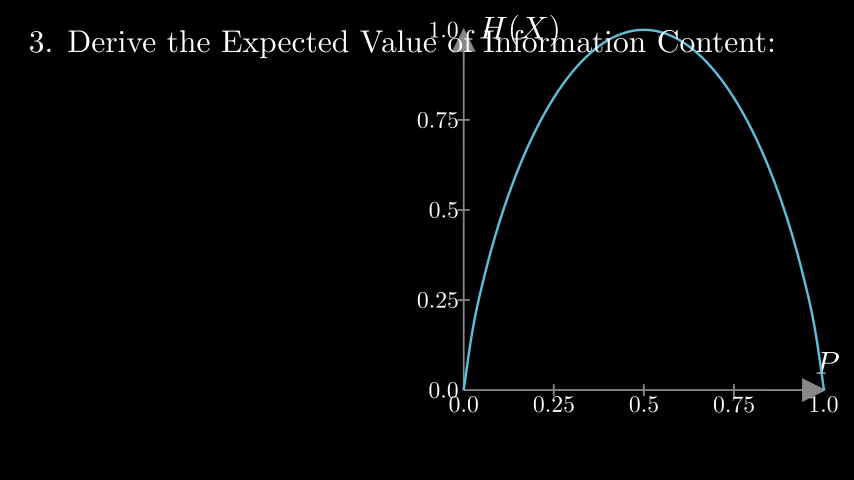 3. Derive the Expected Value of Information Content:
H(X)
1.0
0.75
0.5
0.25
0.0
P
0.0 0.25 0.5 0.75 1.0